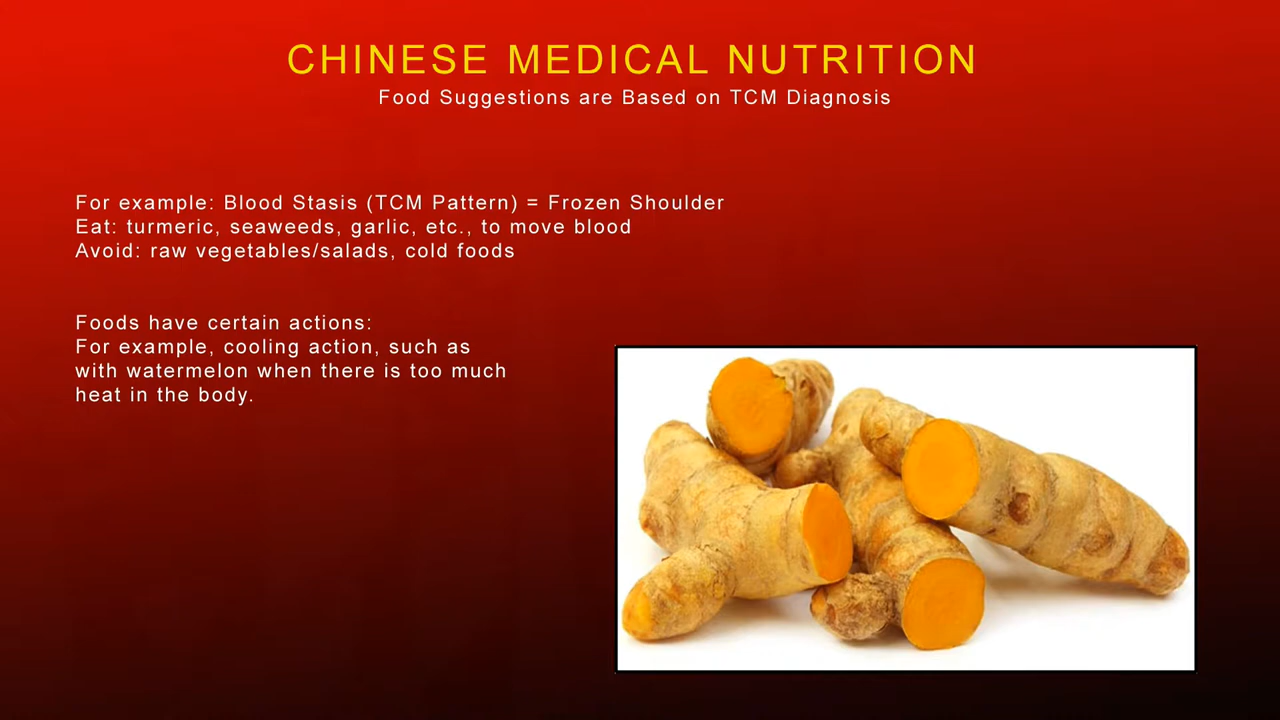 CHINESE MEDICAL NUTRITION
Food Suggestions are Based on TCM Diagnosis
For example: Blood Stasis (TCM Pattern) = Frozen Shoulder
Eat: turmeric, seaweeds, garlic, etc., to move blood
Avoid: raw vegetables/salads, cold foods
Foods have certain actions:
For example, cooling action, such as
with watermelon when there is too much
heat in the body.